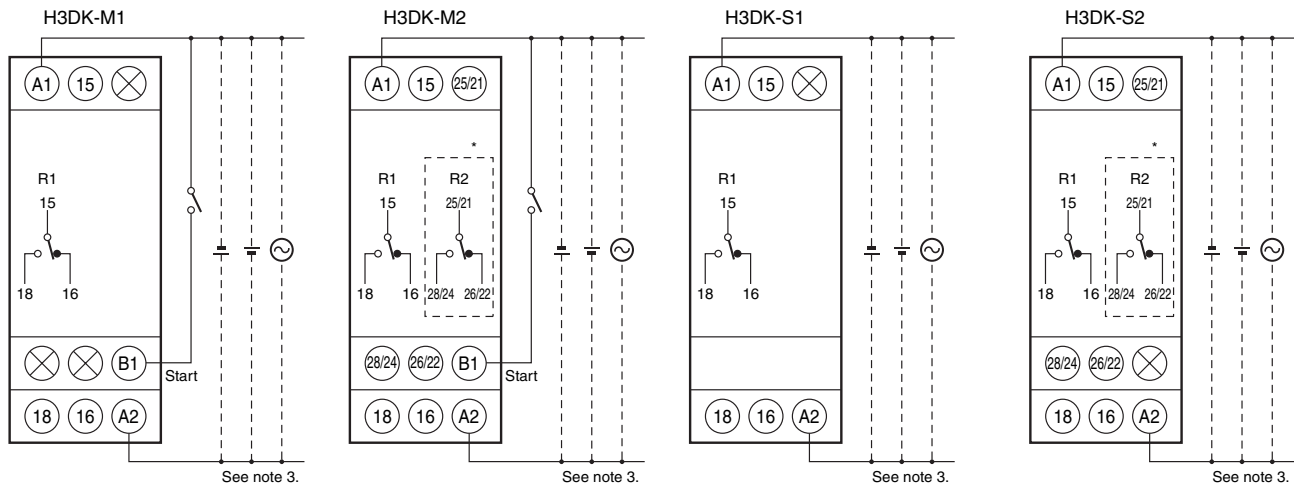 H3DK-M1
A1 15
R1
15
18 16
B1
Start
18 16 A2
See note 3.
H3DK-M2
A1 15 25/21
*
R1 R2
15 25/21
18 16 28/24 26/22
28/24 26/22 B1
Start
18 16 A2
See note 3.
H3DK-S1
A1 15
R1
15
18 16
18 16 A2
See note 3.
H3DK-S2
A1 15 25/21
*
R1 R2
15 25/21
18 16 28/24 26/22
28/24 26/22
18 16 A2
See note 3.